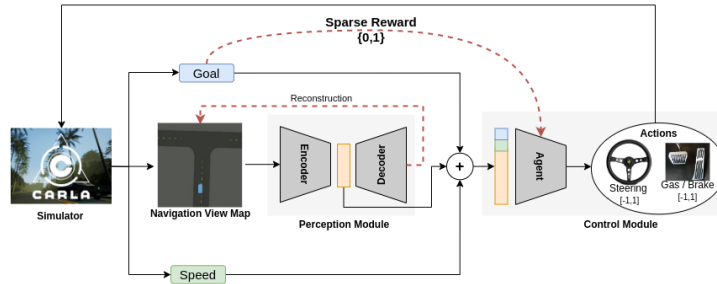 Sparse Reward
{0,1}
Goal
Reconstruction
Encoder
Decoder
+
Agent
Actions
Steering
[-1,1]
Gas / Brake
[-1,1]
CARLA
Simulator
Navigation View Map
Perception Module
Control Module
Speed